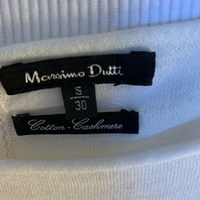 Massimo Dutti
S
30
Cotton - Cashmere